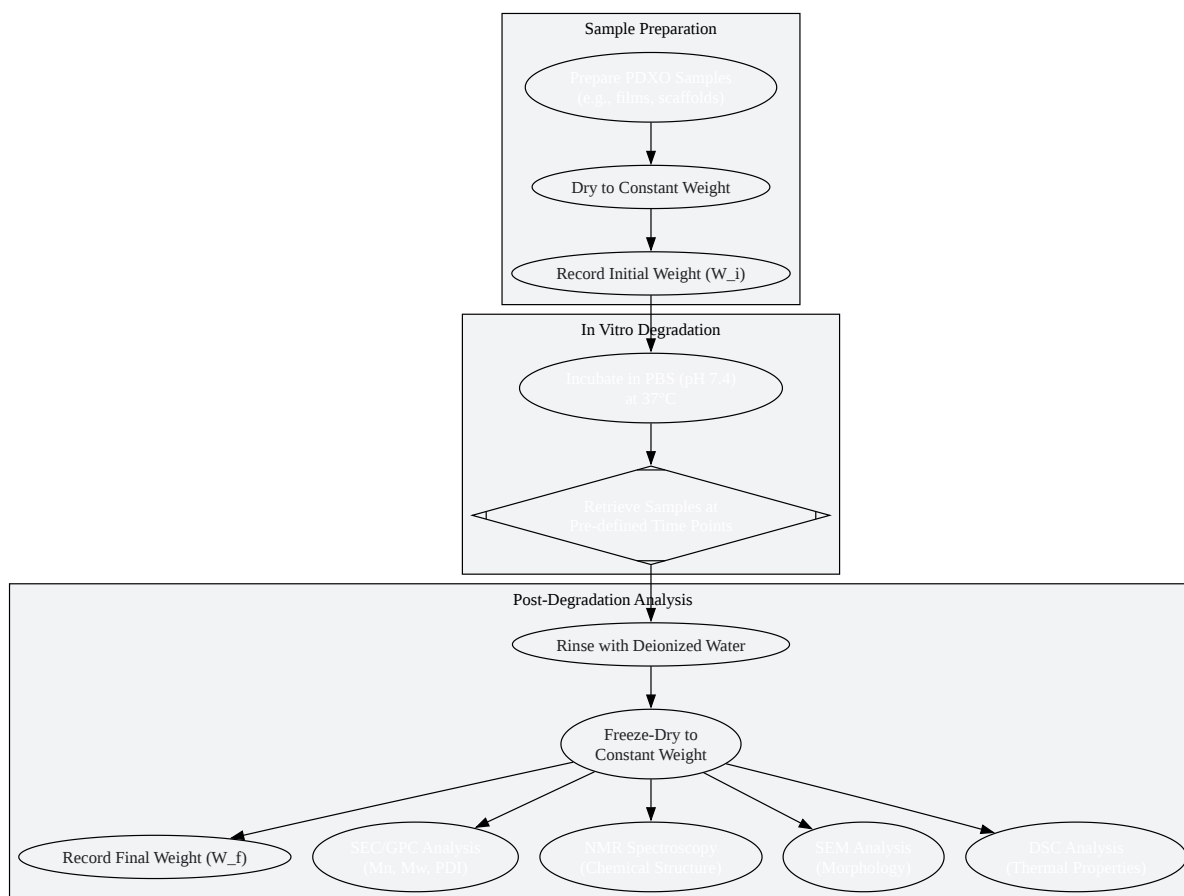 Sample Preparation
Prepare PDXO Samples
(e.g., films, scaffolds)
Dry to Constant Weight
Record Initial Weight (W_i)
In Vitro Degradation
Incubate in PBS (pH 7.4)
at 37°C
Retrieve Samples at
Pre-defined Time Points
Post-Degradation Analysis
Rinse with Deionized Water
Freeze-Dry to
Constant Weight
Record Final Weight (W_f)
SEC/GPC Analysis
(Mn, Mw, PDI)
NMR Spectroscopy
(Chemical Structure)
SEM Analysis
(Morphology)
DSC Analysis
(Thermal Properties)